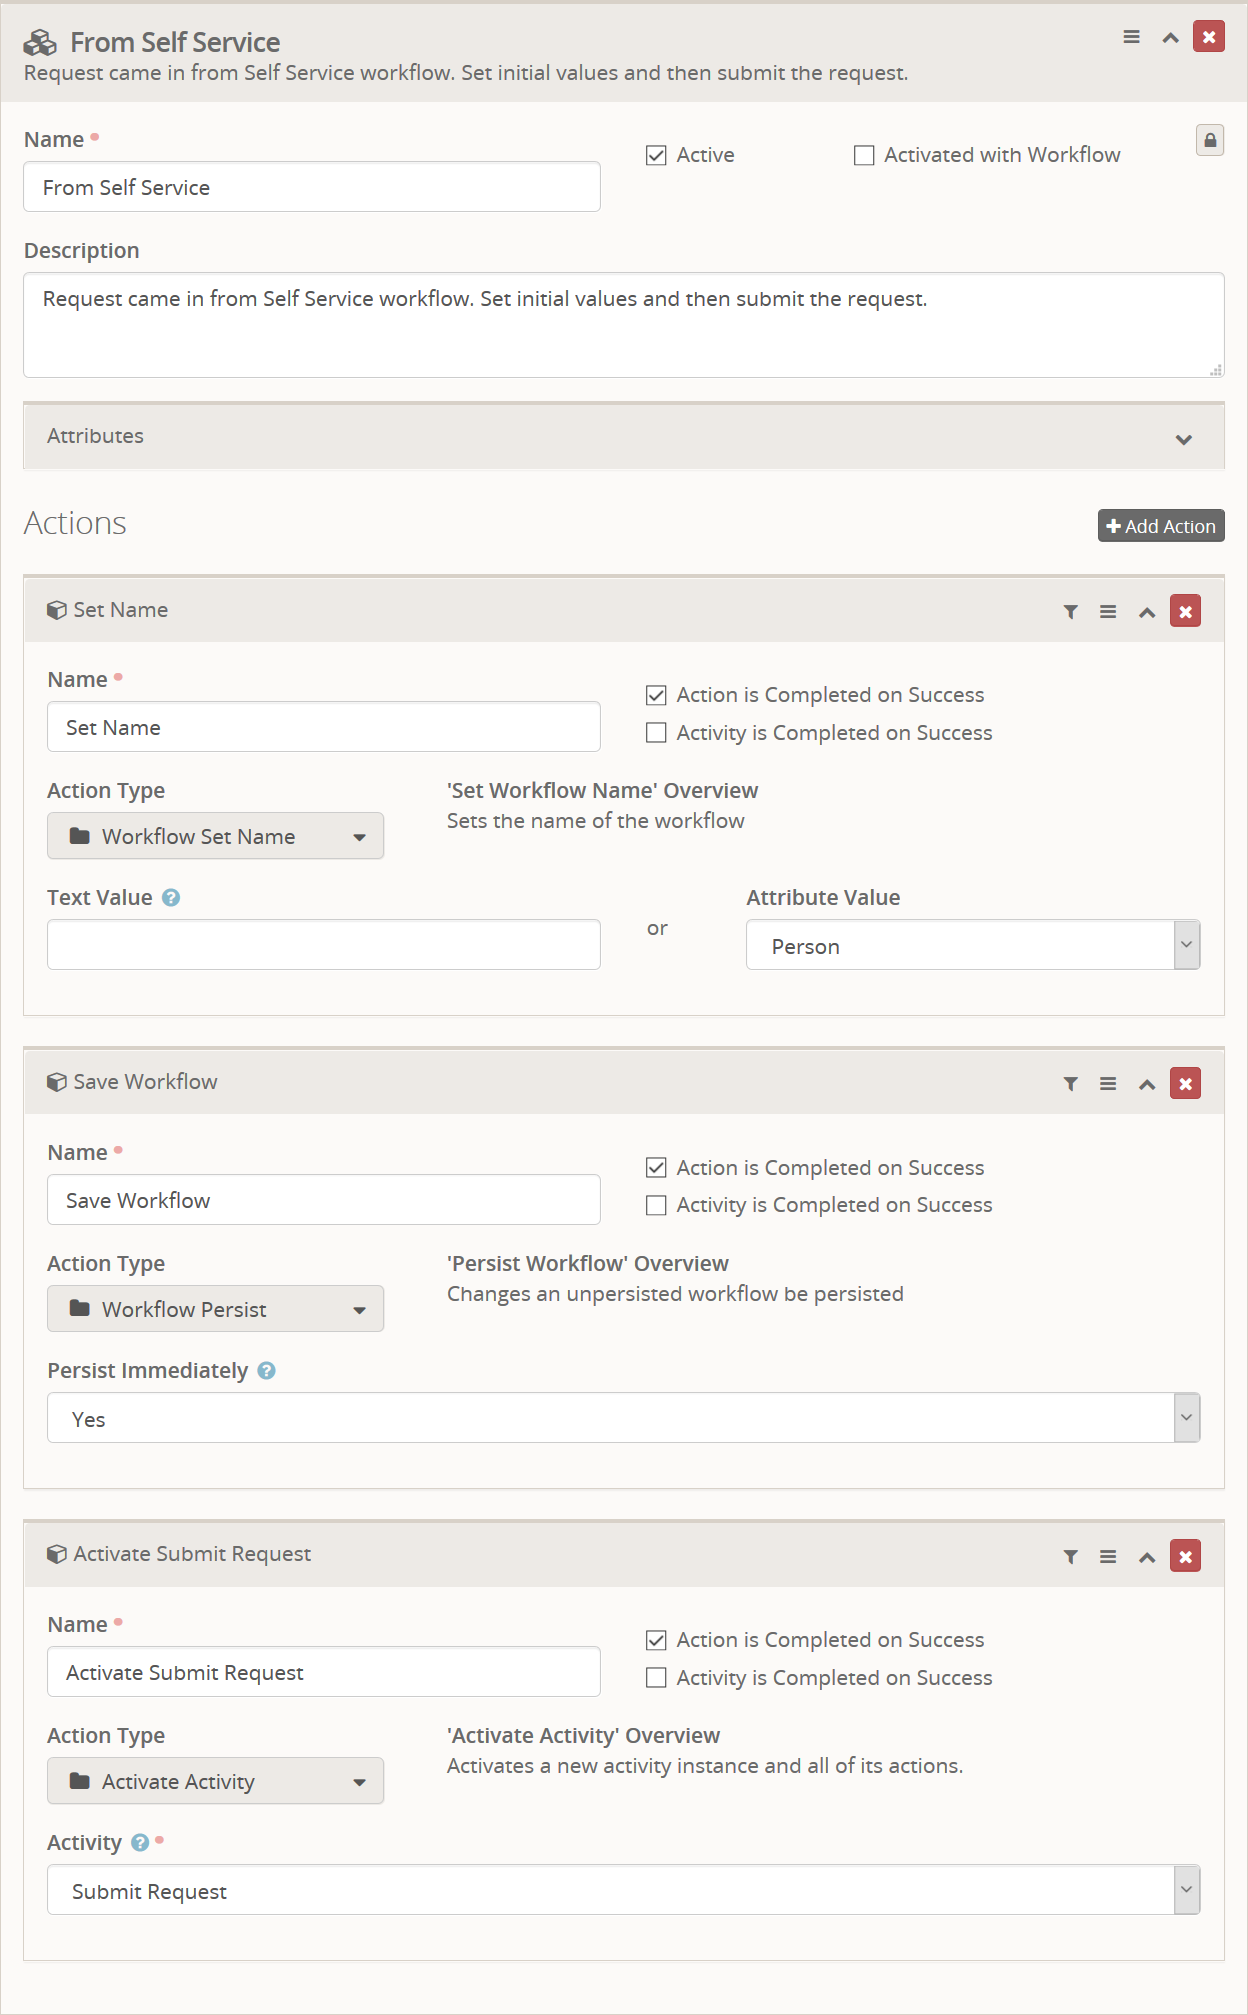 From Self Service
Request came in from Self Service workflow. Set initial values and then submit the request.
Name
Active
Activated with Workflow
From Self Service
Description
Request came in from Self Service workflow. Set initial values and then submit the request.
Attributes
Actions
Add Action
Set Name
Name
Action is Completed on Success
Set Name
Activity is Completed on Success
Action Type
'Set Workflow Name' Overview
Sets the name of the workflow
Workflow Set Name
Text Value
or
Attribute Value
Person
Save Workflow
Name
Action is Completed on Success
Save Workflow
Activity is Completed on Success
Action Type
'Persist Workflow' Overview
Changes an unpersisted workflow be persisted
Workflow Persist
Persist Immediately
Yes
Activate Submit Request
Name
Action is Completed on Success
Activate Submit Request
Activity is Completed on Success
Action Type
'Activate Activity' Overview
Activates a new activity instance and all of its actions.
Activate Activity
Activity
Submit Request